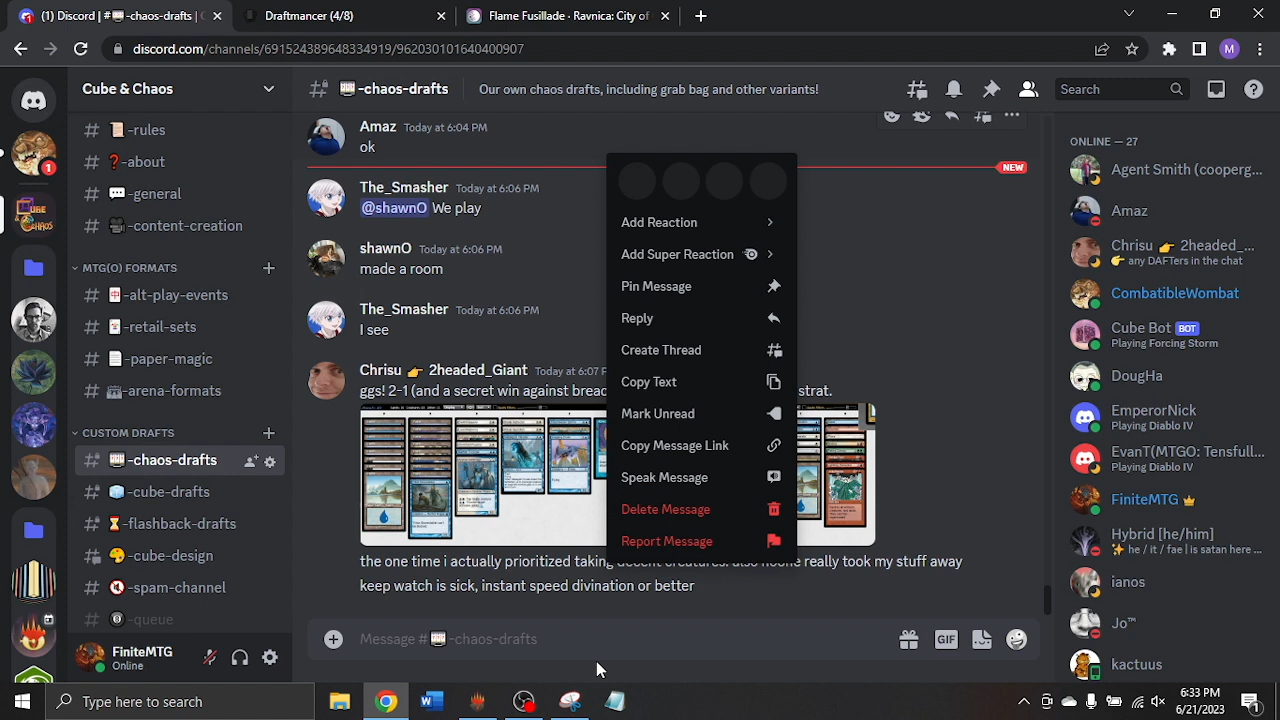 (1) Discord | #-chaos-drafts |
Draftmancer (4/8)
Flame Fusillade · Ravnica: City of
discord.com/channels/691524389648334919/962030101640400907
M
Cube & Chaos
-chaos-drafts
Our own chaos drafts, including grab bag and other variants!
Search
-rules
-about
-general
-content-creation
MTG(O) FORMATS
-alt-play-events
-retail-sets
-paper-magic
-arena-formats
CUSTOM DRAFTS
-chaos-drafts
-cube-drafts
-flashback-drafts
-cube-design
-spam-channel
-queue
FiniteMTG
Online
1
CUBE CHAOS
Amaz Today at 6:04 PM
ok
NEW
The_Smasher Today at 6:06 PM
@shawnO We play
shawnO Today at 6:06 PM
made a room
The_Smasher Today at 6:06 PM
I see
Chrisu 👉 2headed_Giant Today at 6:07 P
ggs! 2-1 (and a secret win against bread strat.
the one time i actually prioritized taking decent creatures. also noone really took my stuff away
keep watch is sick, instant speed divination or better
Add Reaction
Add Super Reaction
Pin Message
Reply
Create Thread
Copy Text
Mark Unread
Copy Message Link
Speak Message
Delete Message
Report Message
Message #-chaos-drafts
GIF
ONLINE — 27
Agent Smith (cooperg...
Amaz
Chrisu 👉 2headed_...
👉 any DAFTers in the chat
CombatibleWombat
Cube Bot BOT
Playing Forcing Storm
DougHa
EmperorNick
Playing Diablo IV
Evart (MTGO: Tensfull...
Playing Diablo IV
FiniteMTG
Hybrid [he/him]
✨ he / it / fae | is satan here ...
ianos
Jo™
kactuus
Type here to search
6:33 PM
6/21/2023
1